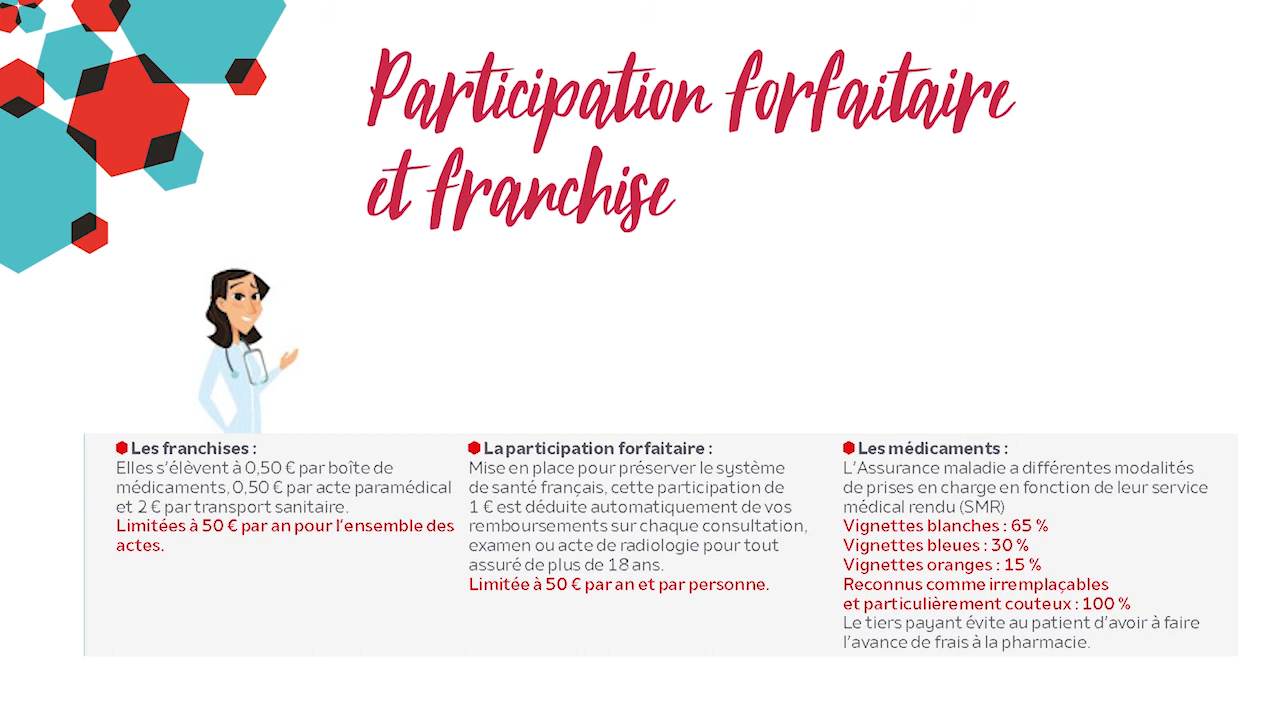 Participation forfaitaire
et franchise
Les franchises :
Elles s'élèvent à 0,50 € par boîte de
médicaments, 0,50 € par acte paramédical
et 2 € par transport sanitaire.
Limitées à 50 € par an pour l'ensemble des
actes.
La participation forfaitaire :
Mise en place pour préserver le système
de santé français, cette participation de
1 € est déduite automatiquement de vos
remboursements sur chaque consultation,
examen ou acte de radiologie pour tout
assuré de plus de 18 ans.
Limitée à 50 € par an et par personne.
Les médicaments :
L'Assurance maladie a différentes modalités
de prises en charge en fonction de leur service
médical rendu (SMR)
Vignettes blanches : 65 %
Vignettes bleues : 30 %
Vignettes oranges : 15 %
Reconnus comme irremplaçables
et particulièrement couteux : 100 %
Le tiers payant évite au patient d'avoir à faire
l'avance de frais à la pharmacie.